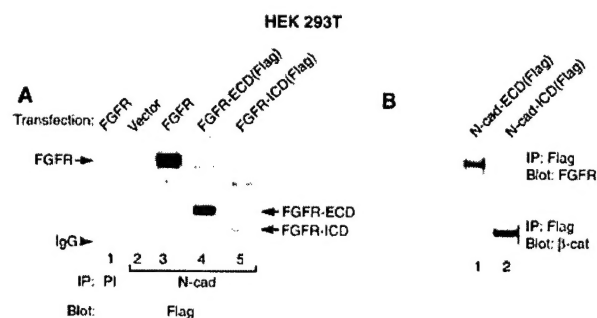 HEK 293T
A
Transfection: FGFR Vector FGFR FGFR-ECD(Flag) FGFR-ICD(Flag)
FGFR
FGFR-ECD
FGFR-ICD
IgG
1 2 3 4 5
IP: PI N-cad
Blot: Flag
B
N-cad-ECD(Flag) N-cad-ICD(Flag)
IP: Flag
Blot: FGFR
IP: Flag
Blot: β-cat
1 2